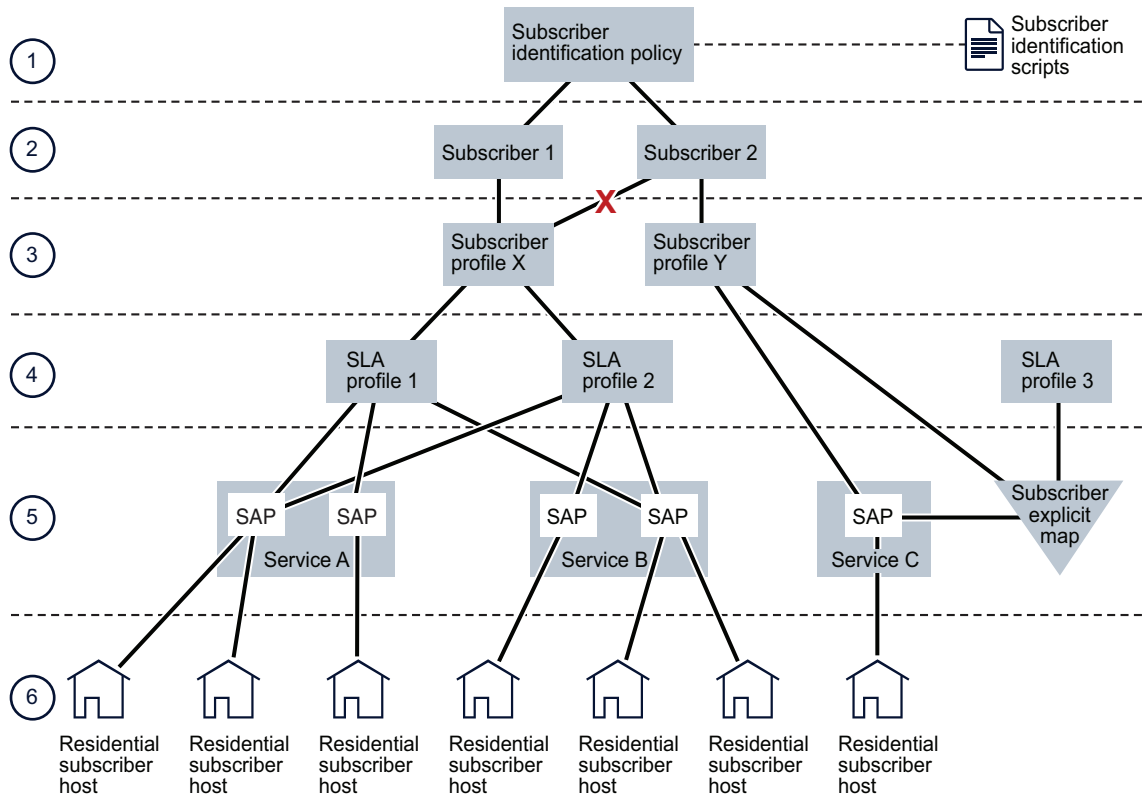 1
Subscriber
identification policy
Subscriber
identification
scripts
2
Subscriber 1
Subscriber 2
X
3
Subscriber
profile X
Subscriber
profile Y
4
SLA
profile 1
SLA
profile 2
SLA
profile 3
5
SAP
SAP
Service A
SAP
SAP
Service B
SAP
Service C
Subscriber
explicit
map
6
Residential
subscriber
host
Residential
subscriber
host
Residential
subscriber
host
Residential
subscriber
host
Residential
subscriber
host
Residential
subscriber
host
Residential
subscriber
host